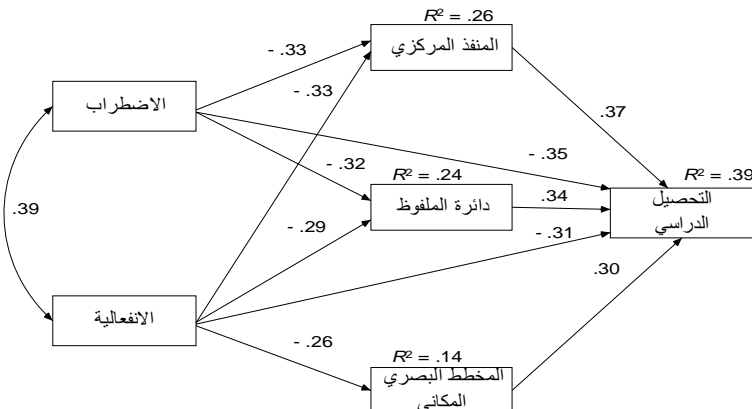 R² = .26
المنفذ المركزي
- .33
- .33
الاضطراب
.37
- .35
- .32
R² = .24
R² = .39
دائرة الملفوظ
.34
التحصيل
الدراسي
.39
- .29
- .31
.30
الانفعالية
- .26
R² = .14
المخطط البصري
المكاني